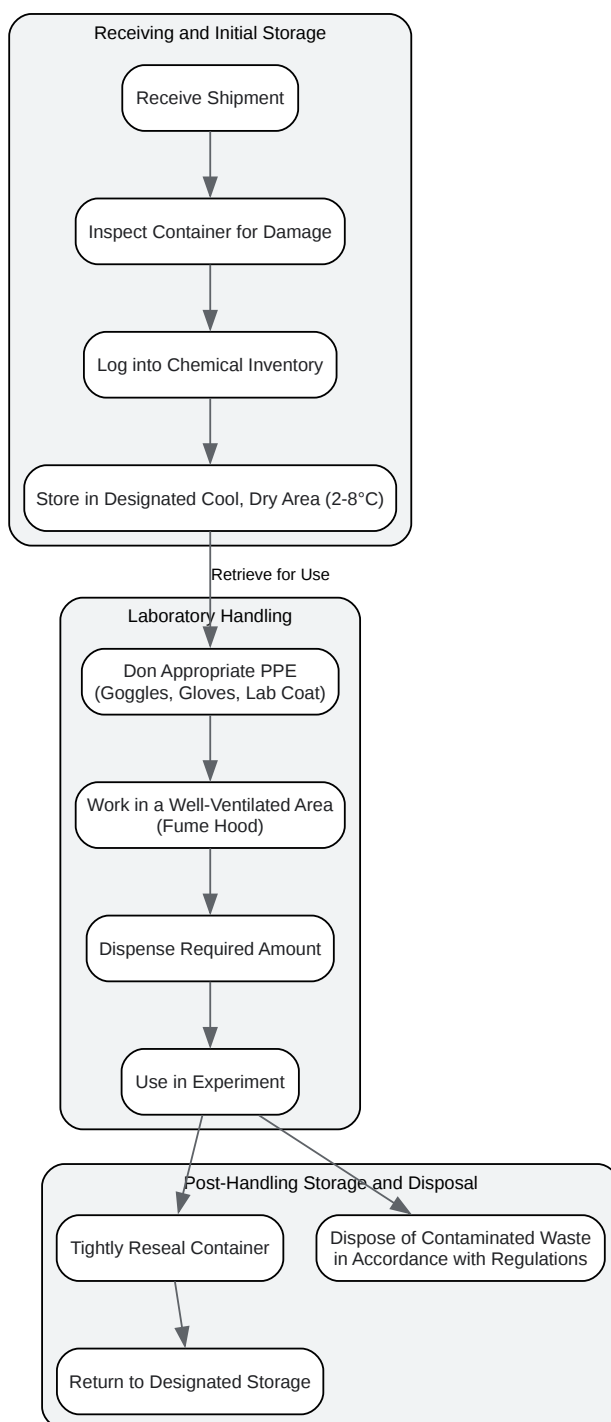 Receiving and Initial Storage
Receive Shipment
Inspect Container for Damage
Log into Chemical Inventory
Store in Designated Cool, Dry Area (2-8°C)
Retrieve for Use
Laboratory Handling
Don Appropriate PPE
(Goggles, Gloves, Lab Coat)
Work in a Well-Ventilated Area
(Fume Hood)
Dispense Required Amount
Use in Experiment
Post-Handling Storage and Disposal
Tightly Reseal Container
Dispose of Contaminated Waste
in Accordance with Regulations
Return to Designated Storage